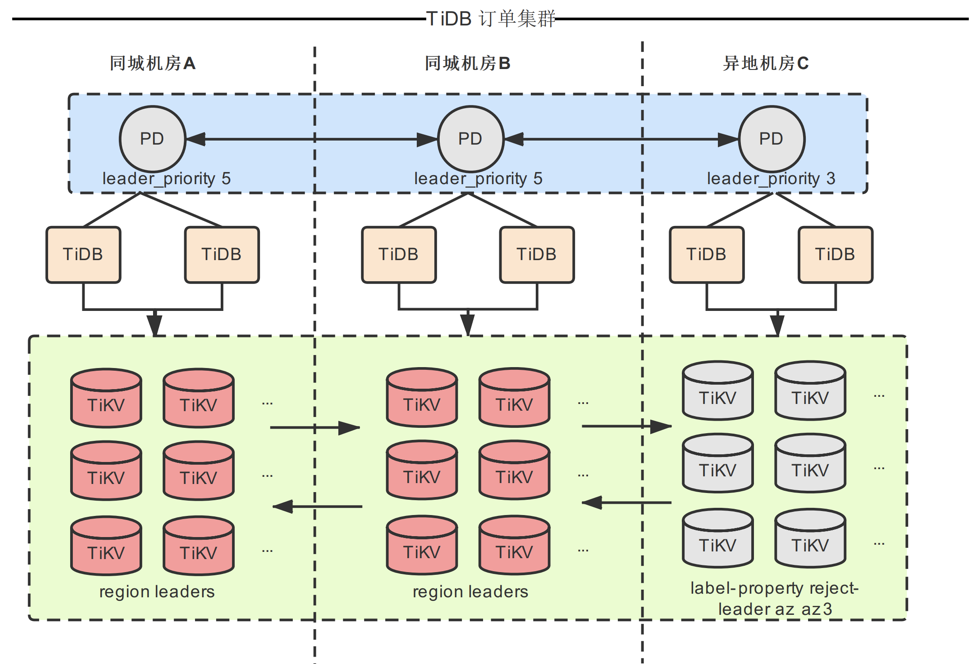 TiDB 订单集群
同城机房A 同城机房B 异地机房C
PD PD PD
leader_priority 5 leader_priority 5 leader_priority 3
TiDB TiDB TiDB TiDB TiDB TiDB
TiKV TiKV ... TiKV TiKV ... TiKV TiKV ...
TiKV TiKV ... TiKV TiKV ... TiKV TiKV ...
TiKV TiKV ... TiKV TiKV ... TiKV TiKV ...
region leaders region leaders label-property reject-
leader az az3